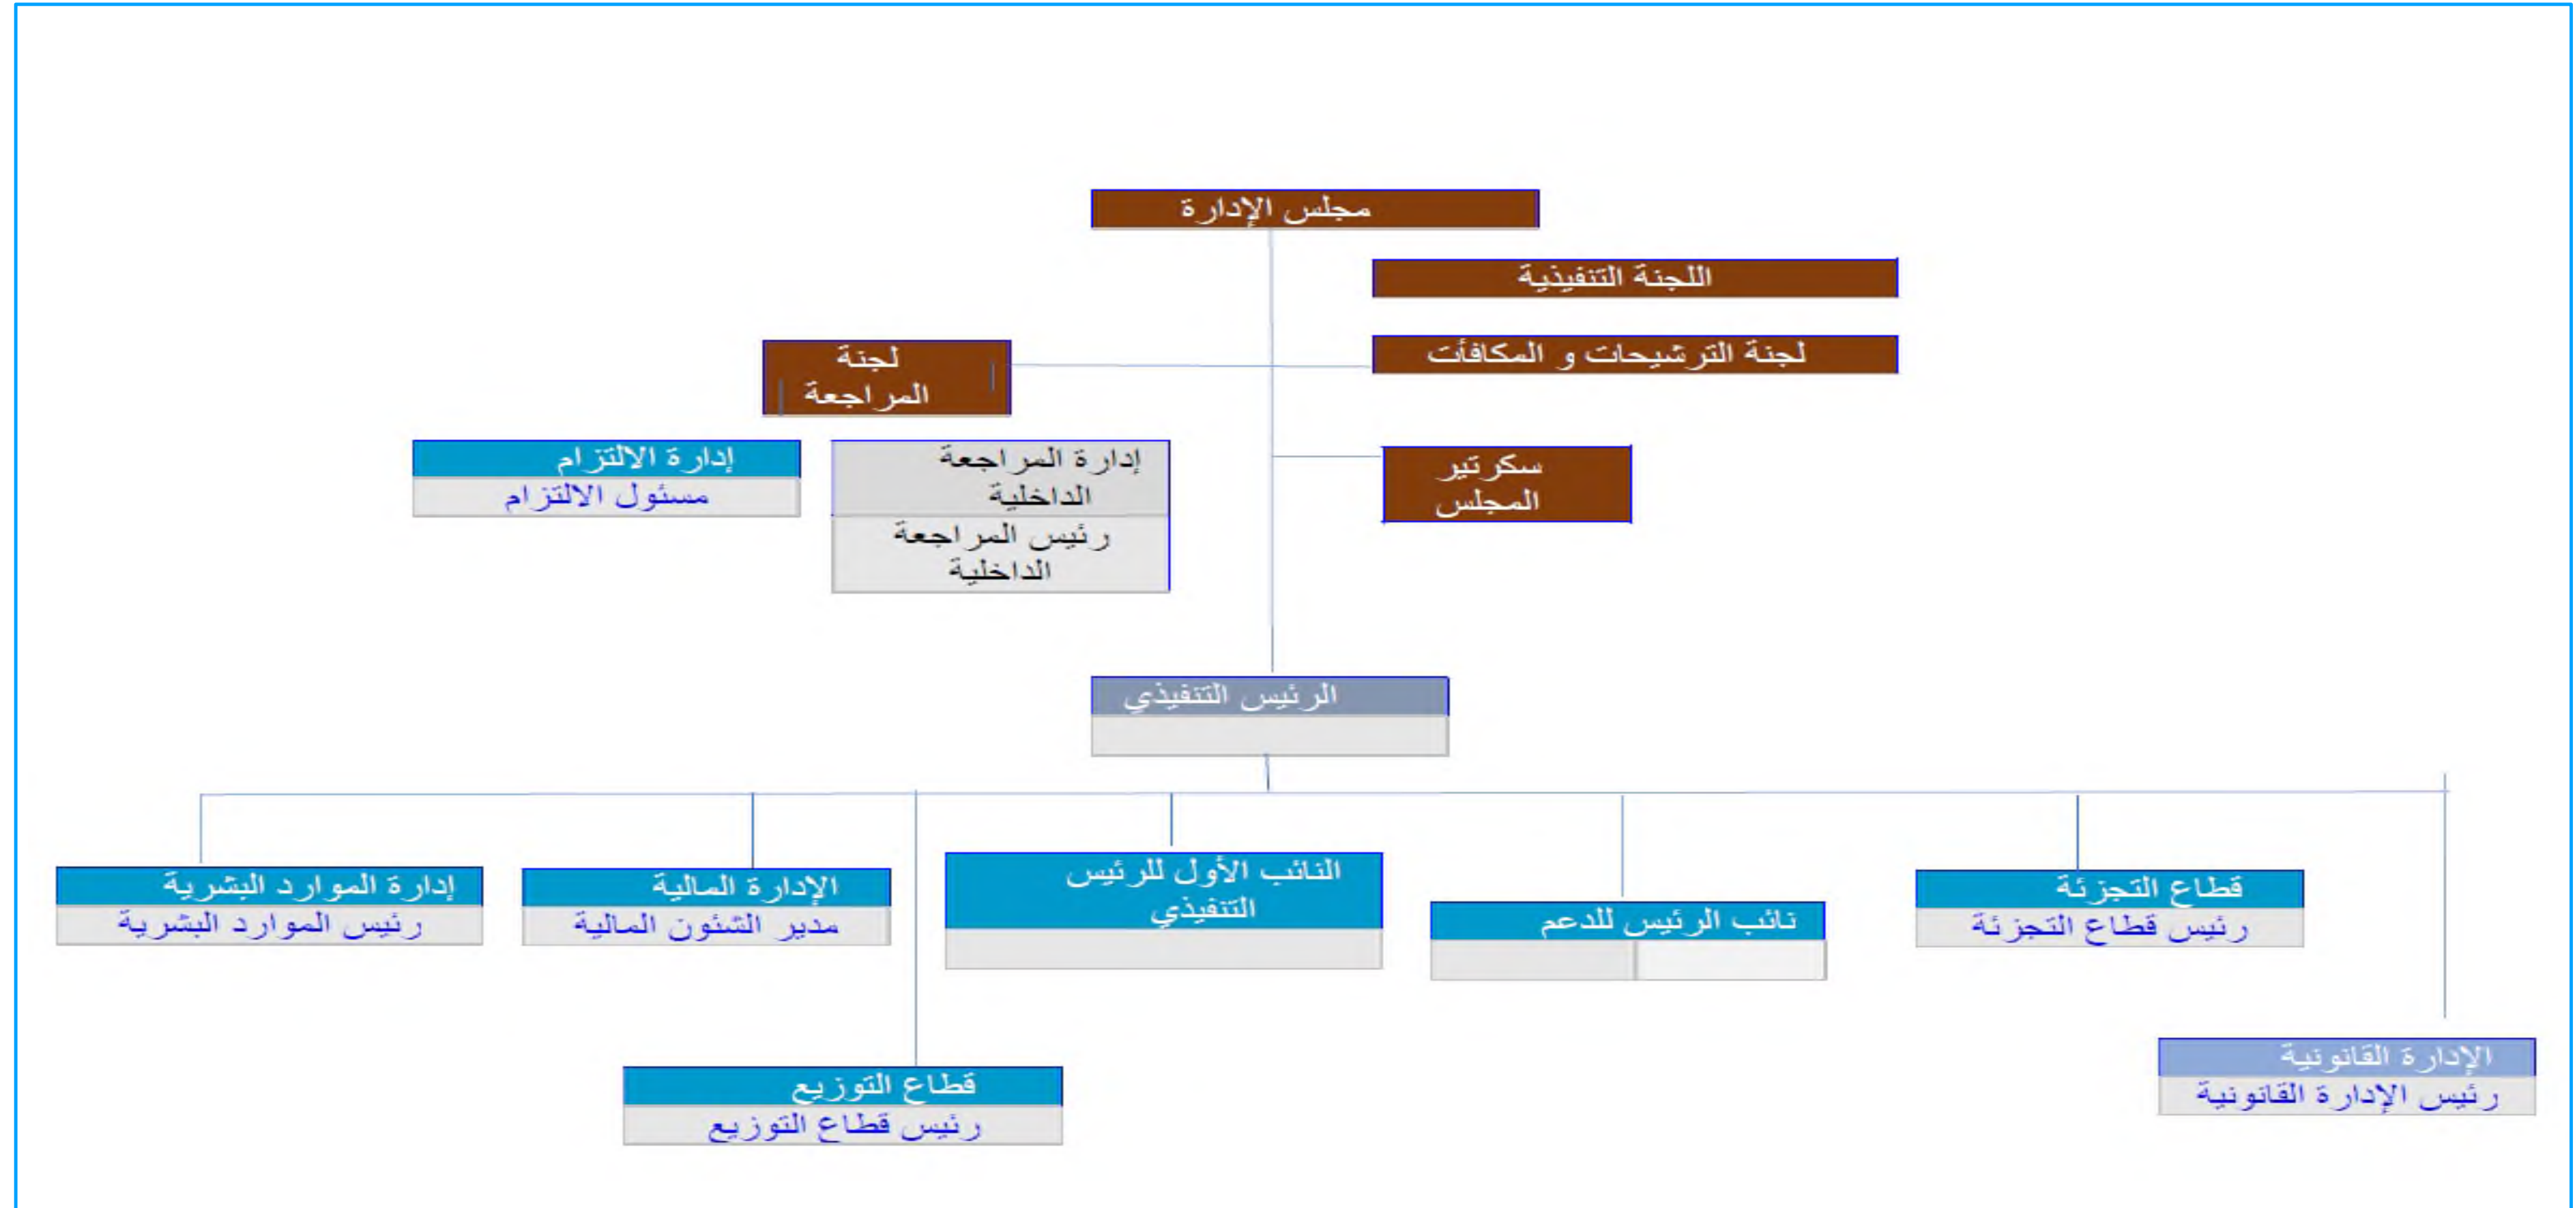 مجلس الإدارة
اللجنة التنفيذية
لجنة الترشيحات و المكافأت
لجنة
المراجعة
سكرتير
المجلس
إدارة المراجعة
الداخلية
رئيس المراجعة
الداخلية
إدارة الالتزام
مسئول الالتزام
الرئيس التنفيذي
قطاع التجزئة
رئيس قطاع التجزئة
نائب الرئيس للدعم
النائب الأول للرئيس
التنفيذي
الإدارة المالية
مدير الشئون المالية
إدارة الموارد البشرية
رئيس الموارد البشرية
الإدارة القانونية
رئيس الإدارة القانونية
قطاع التوزيع
رئيس قطاع التوزيع